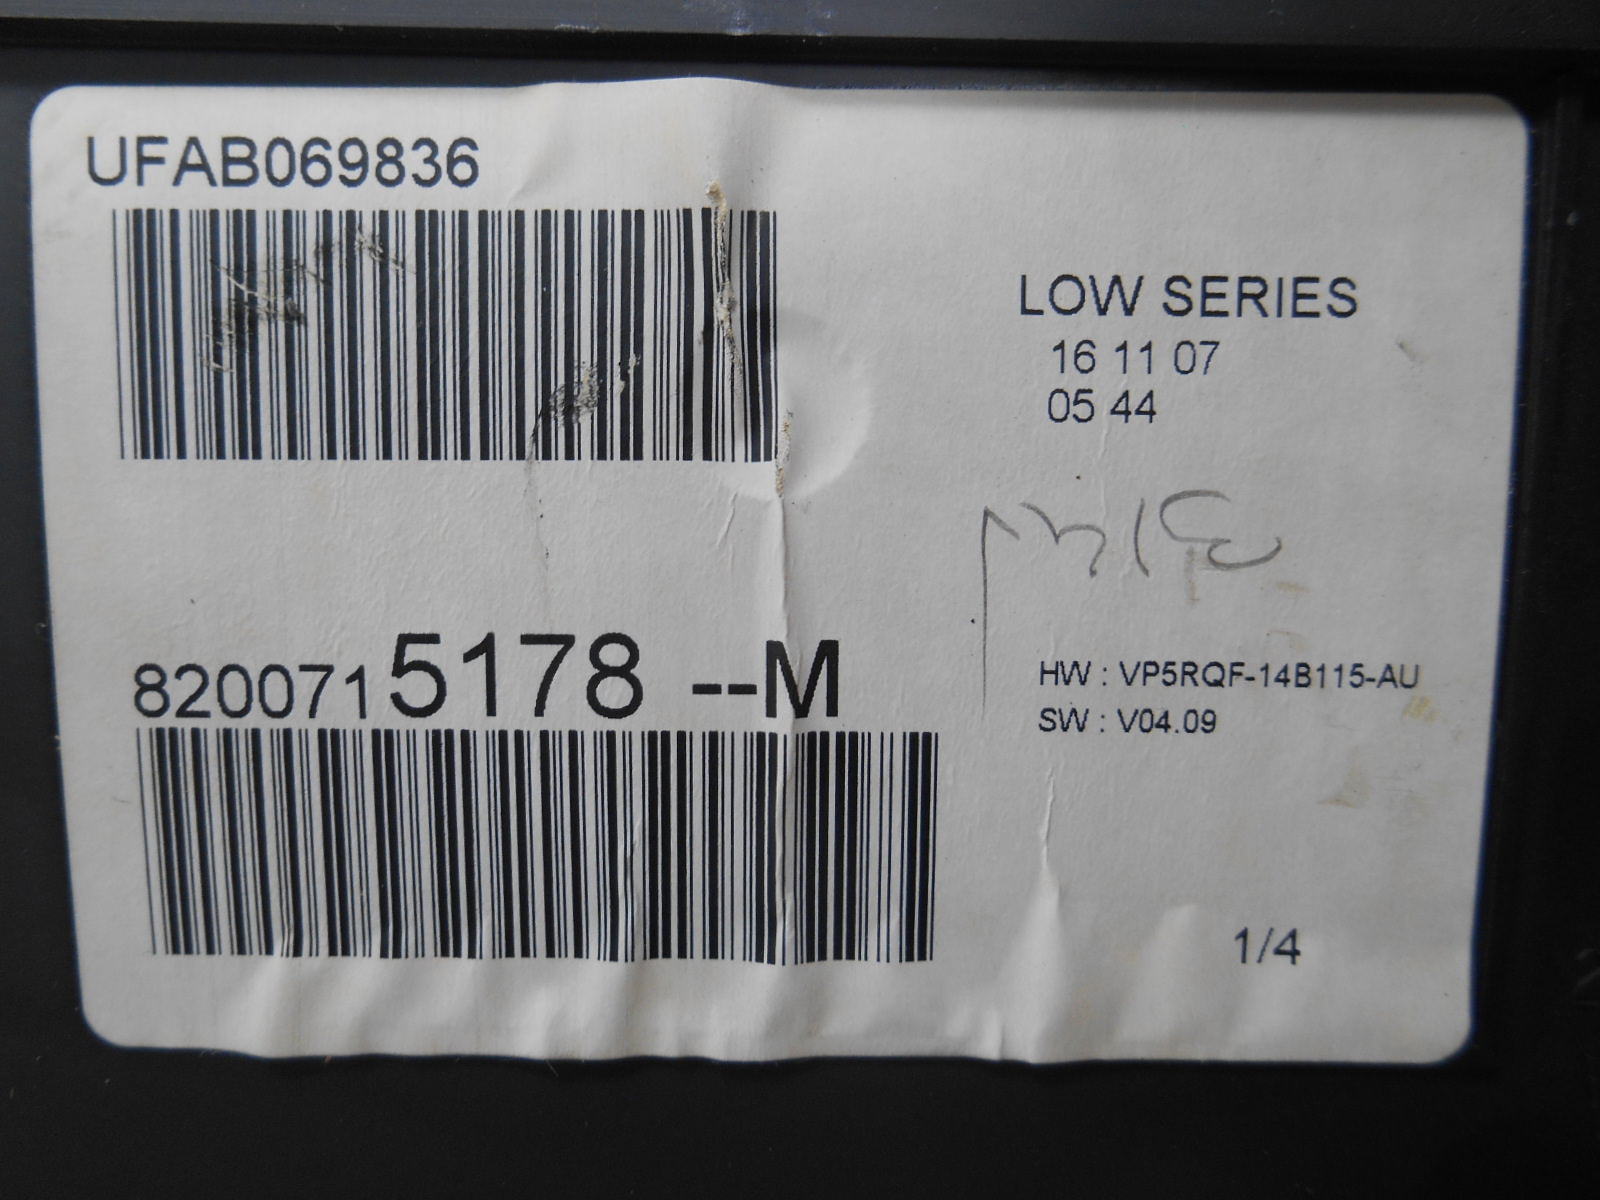 UFAB069836
LOW SERIES
16 11 07
05 44
8200715178 --M
HW : VP5RQF-14B115-AU
SW : V04.09
1/4